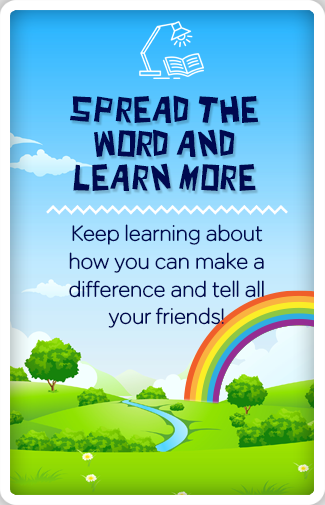 SPREAD THE
WORD AND
LEARN MORE
Keep learning about
how you can make a
difference and tell all
your friends!